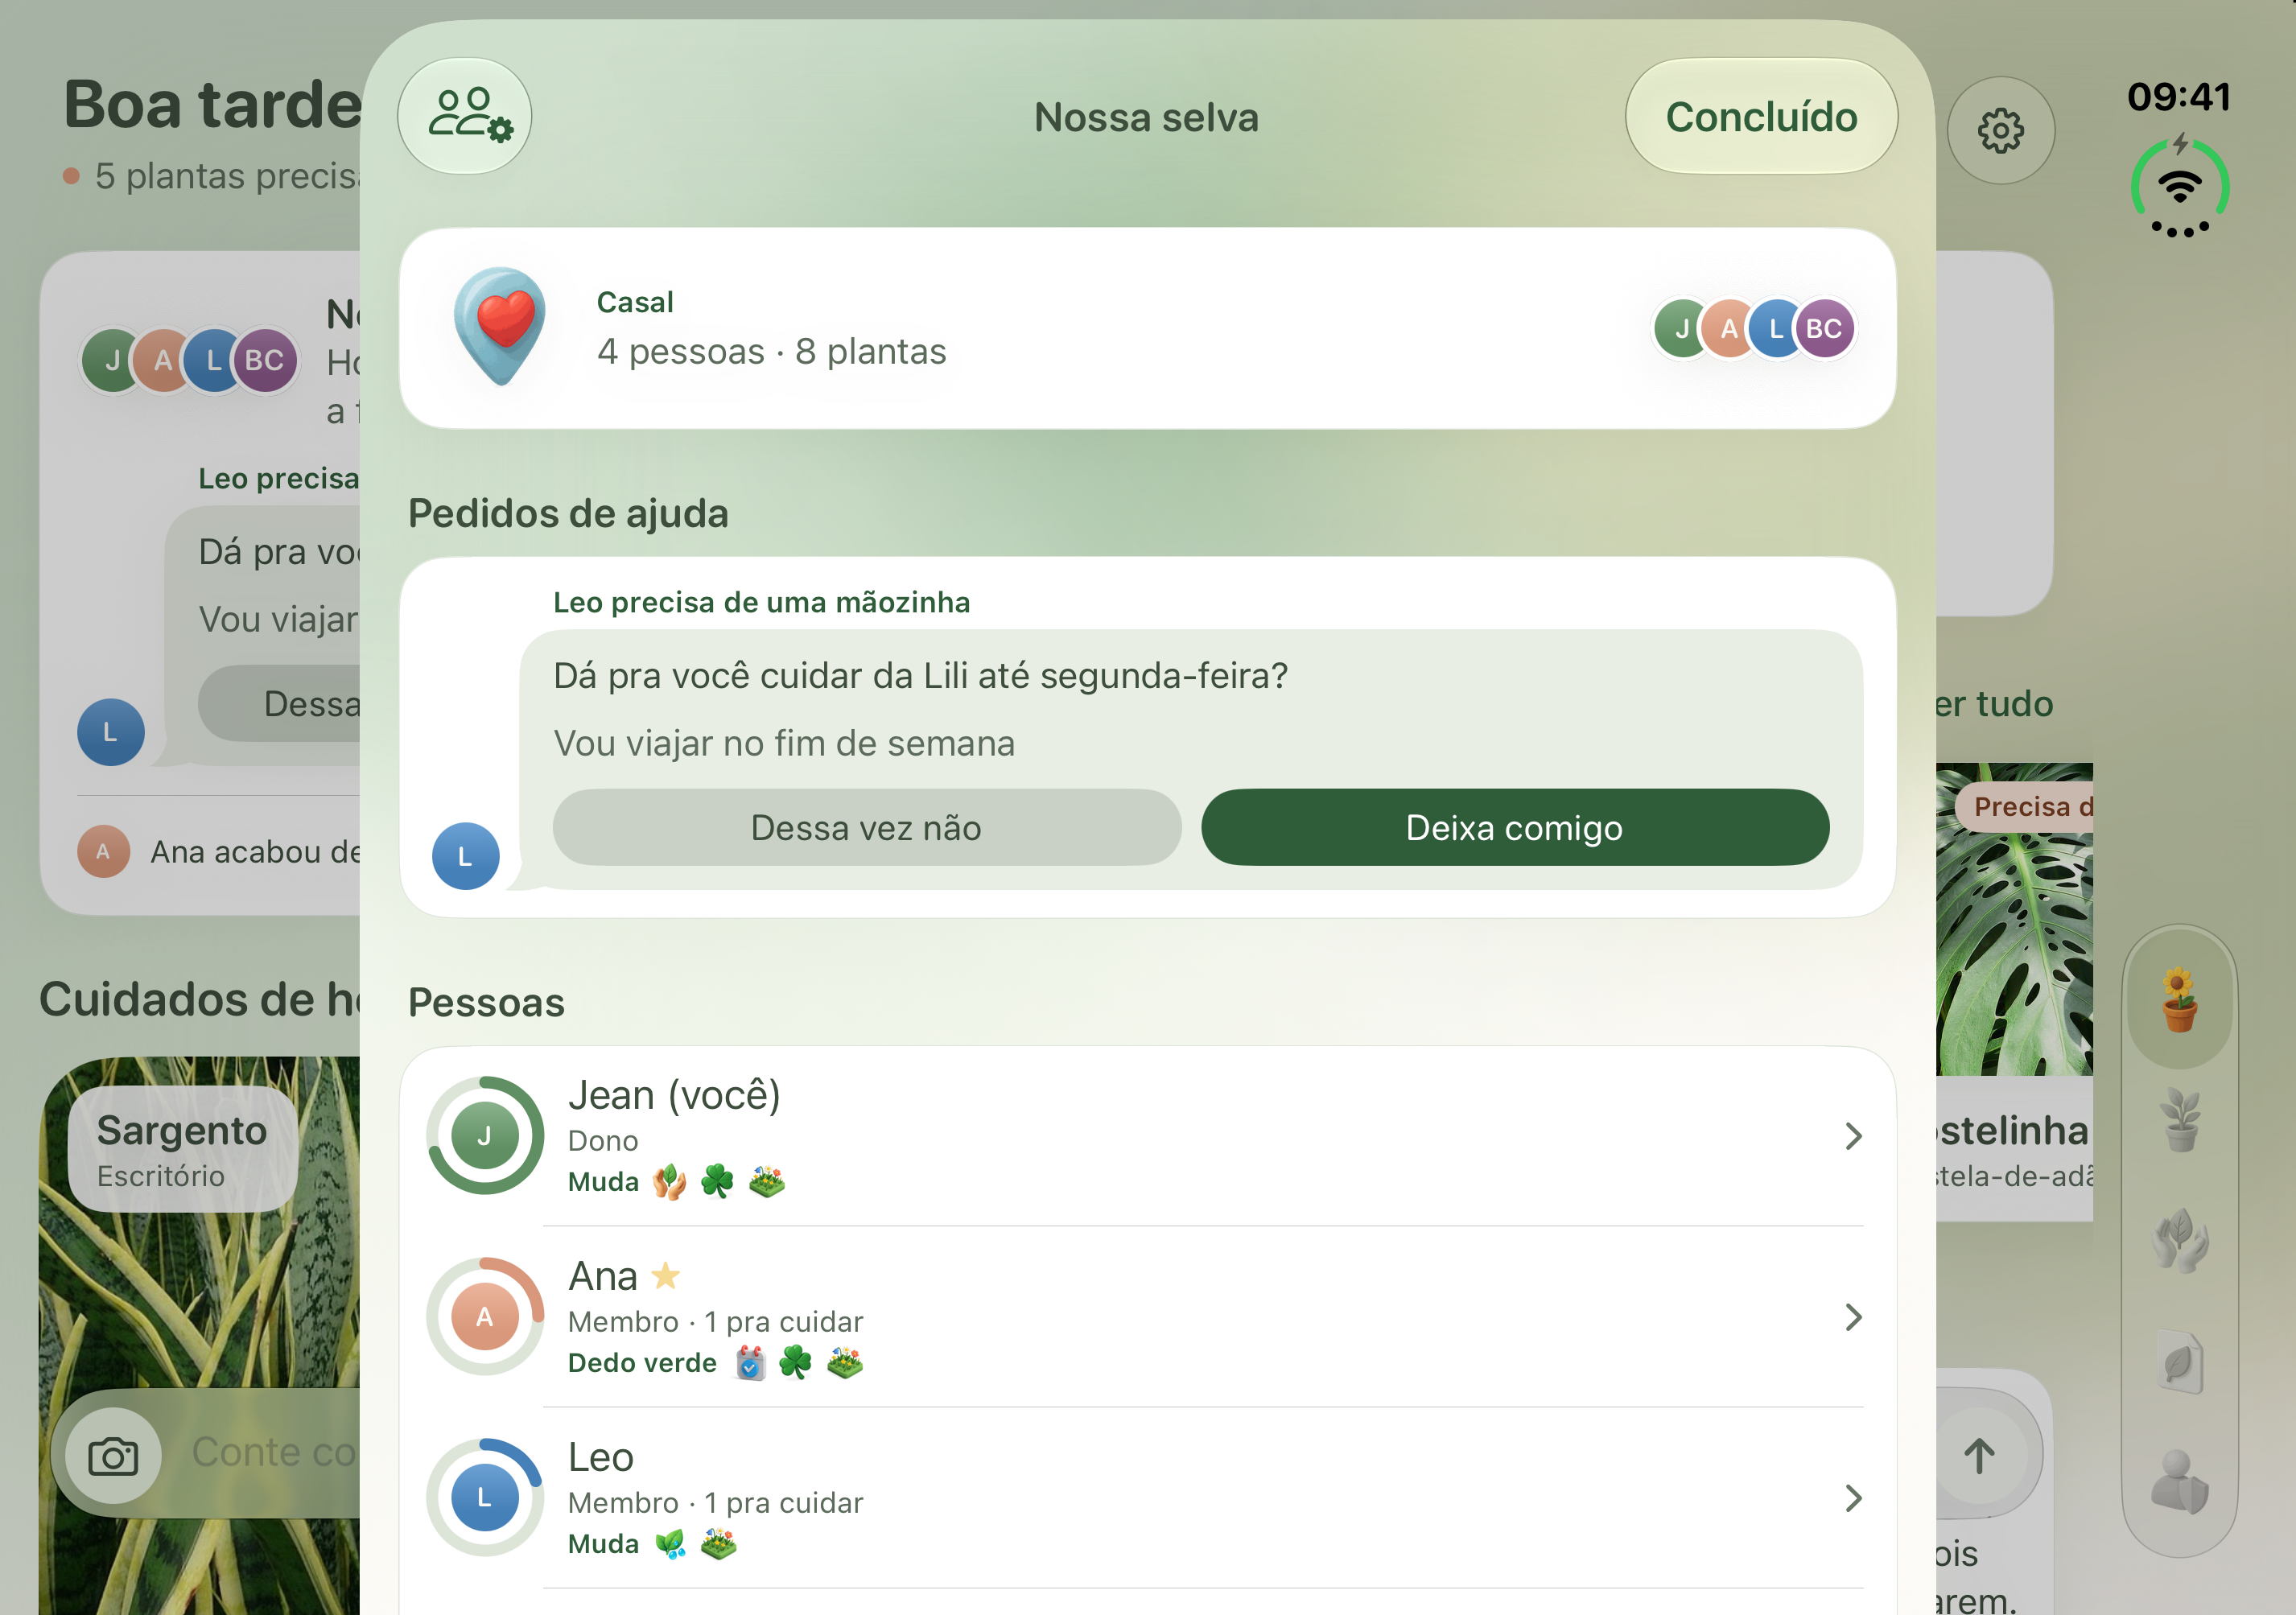 Boa tarde
5 plantas precis
J A L BC
Leo precisa
Dá pra vo
Vou viajar
Dessa
L
A
Ana acabou de
Cuidados de h
Sargento
Escritório
Conte co
Nossa selva
Concluído
Casal
4 pessoas · 8 plantas
J A L BC
Pedidos de ajuda
Leo precisa de uma mãozinha
Dá pra você cuidar da Lili até segunda-feira?
Vou viajar no fim de semana
Dessa vez não
Deixa comigo
L
Pessoas
J
Jean (você)
Dono
Muda
A
Ana
Membro · 1 pra cuidar
Dedo verde
L
Leo
Membro · 1 pra cuidar
Muda
09:41
er tudo
Precisa d
stelinha
tela-de-ad
ois
arem.